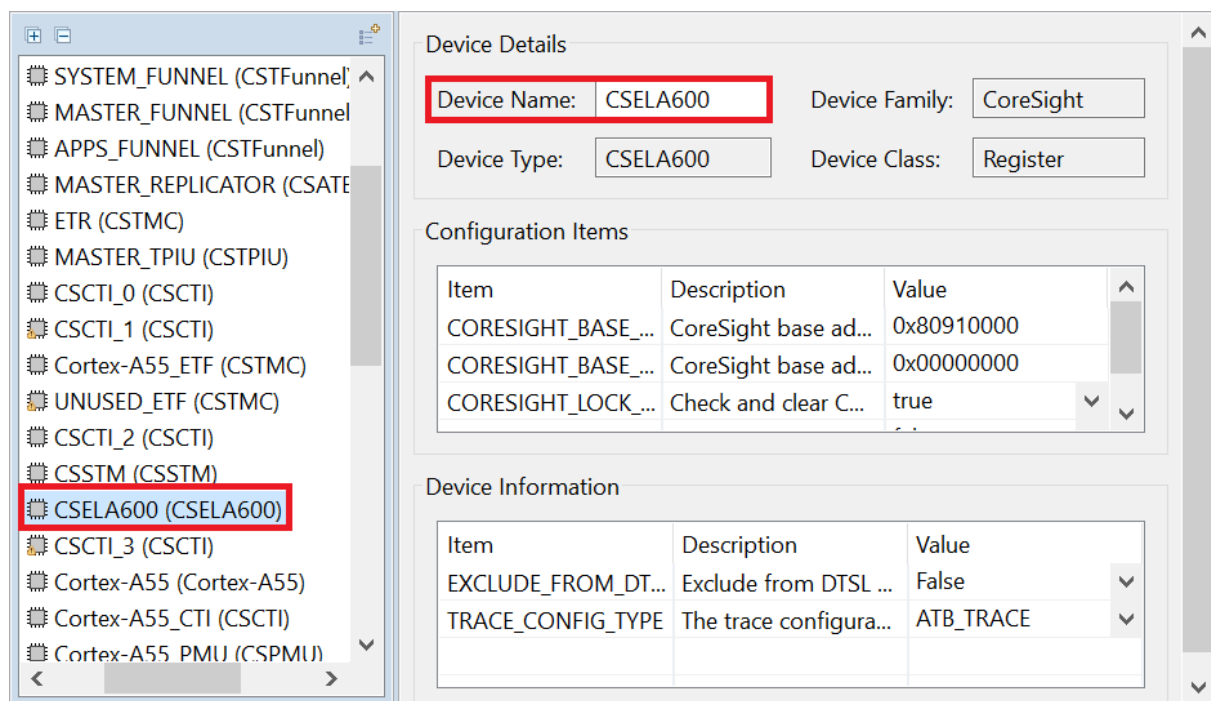 SYSTEM_FUNNEL (CSTFunnel)
MASTER_FUNNEL (CSTFunnel
APPS_FUNNEL (CSTFunnel)
MASTER_REPLICATOR (CSATE
ETR (CSTMC)
MASTER_TPIU (CSTPIU)
CSCTI_0 (CSCTI)
CSCTI_1 (CSCTI)
Cortex-A55_ETF (CSTMC)
UNUSED_ETF (CSTMC)
CSCTI_2 (CSCTI)
CSSTM (CSSTM)
CSELA600 (CSELA600)
CSCTI_3 (CSCTI)
Cortex-A55 (Cortex-A55)
Cortex-A55_CTI (CSCTI)
Cortex-A55_PMU (CSPMU)
Device Details
Device Name: CSELA600 Device Family: CoreSight
Device Type: CSELA600 Device Class: Register
Configuration Items
Item Description Value
CORESIGHT_BASE_... CoreSight base ad... 0x80910000
CORESIGHT_BASE_... CoreSight base ad... 0x00000000
CORESIGHT_LOCK_... Check and clear C... true
Device Information
Item Description Value
EXCLUDE_FROM_DT... Exclude from DTSL ... False
TRACE_CONFIG_TYPE The trace configura... ATB_TRACE